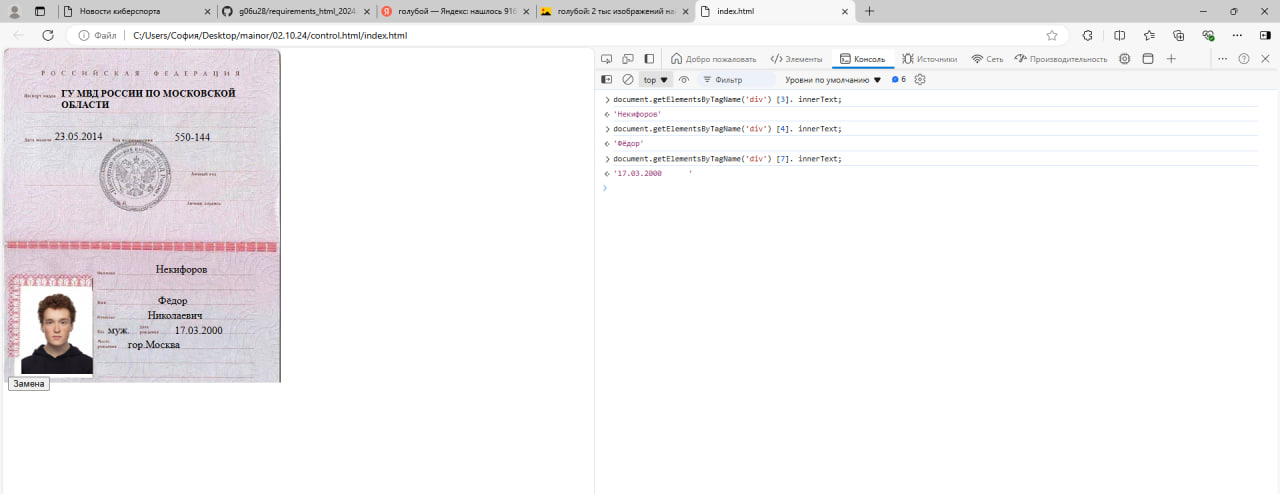 Новости киберспорта
g06u28/requirements_html_2024
голубой — Яндекс: нашлось 916
голубой: 2 тыс изображений на
index.html
Файл
C:/Users/София/Desktop/mainor/02.10.24/control.html/index.html
РОССИЙСКАЯ ФЕДЕРАЦИЯ
Паспорт выдан
ГУ МВД РОССИИ ПО МОСКОВСКОЙ
ОБЛАСТИ
Дата выдачи 23.05.2014 Код подразделения 550-144
Личный код
Личная подпись
Фамилия Некифоров
Имя Фёдор
Отчество Николаевич
Пол муж. Дата рождения 17.03.2000
Место рождения гор.Москва
Замена
Добро пожаловать
Элементы
Консоль
Источники
Сеть
Производительность
top
Фильтр
Уровни по умолчанию
6
document.getElementsByTagName('div') [3]. innerText;
'Некифоров'
document.getElementsByTagName('div') [4]. innerText;
'Фёдор'
document.getElementsByTagName('div') [7]. innerText;
'17.03.2000      '